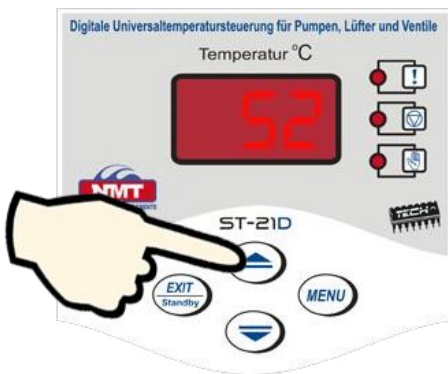 Digitale Universaltemperatursteuerung für Pumpen, Lüfter und Ventile
Temperatur °C
52
!
NMT
ST-21D
TECH
EXIT
Standby
MENU